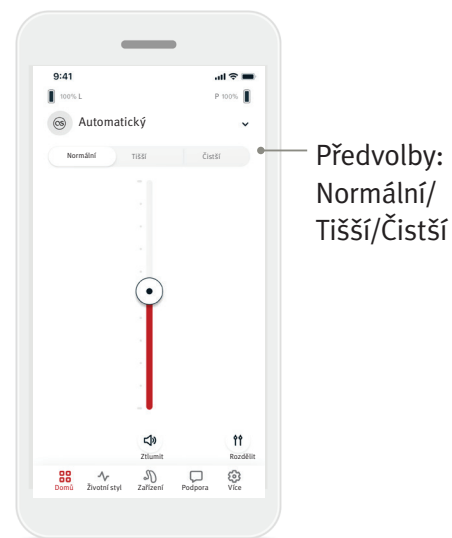 9:41
100% L
P 100%
Automatický
Normální
Tišší
Čistší
Předvolby:
Normální/
Tišší/Čistší
Ztlumit
Rozdělit
Domů
Životní styl
Zařízení
Podpora
Více